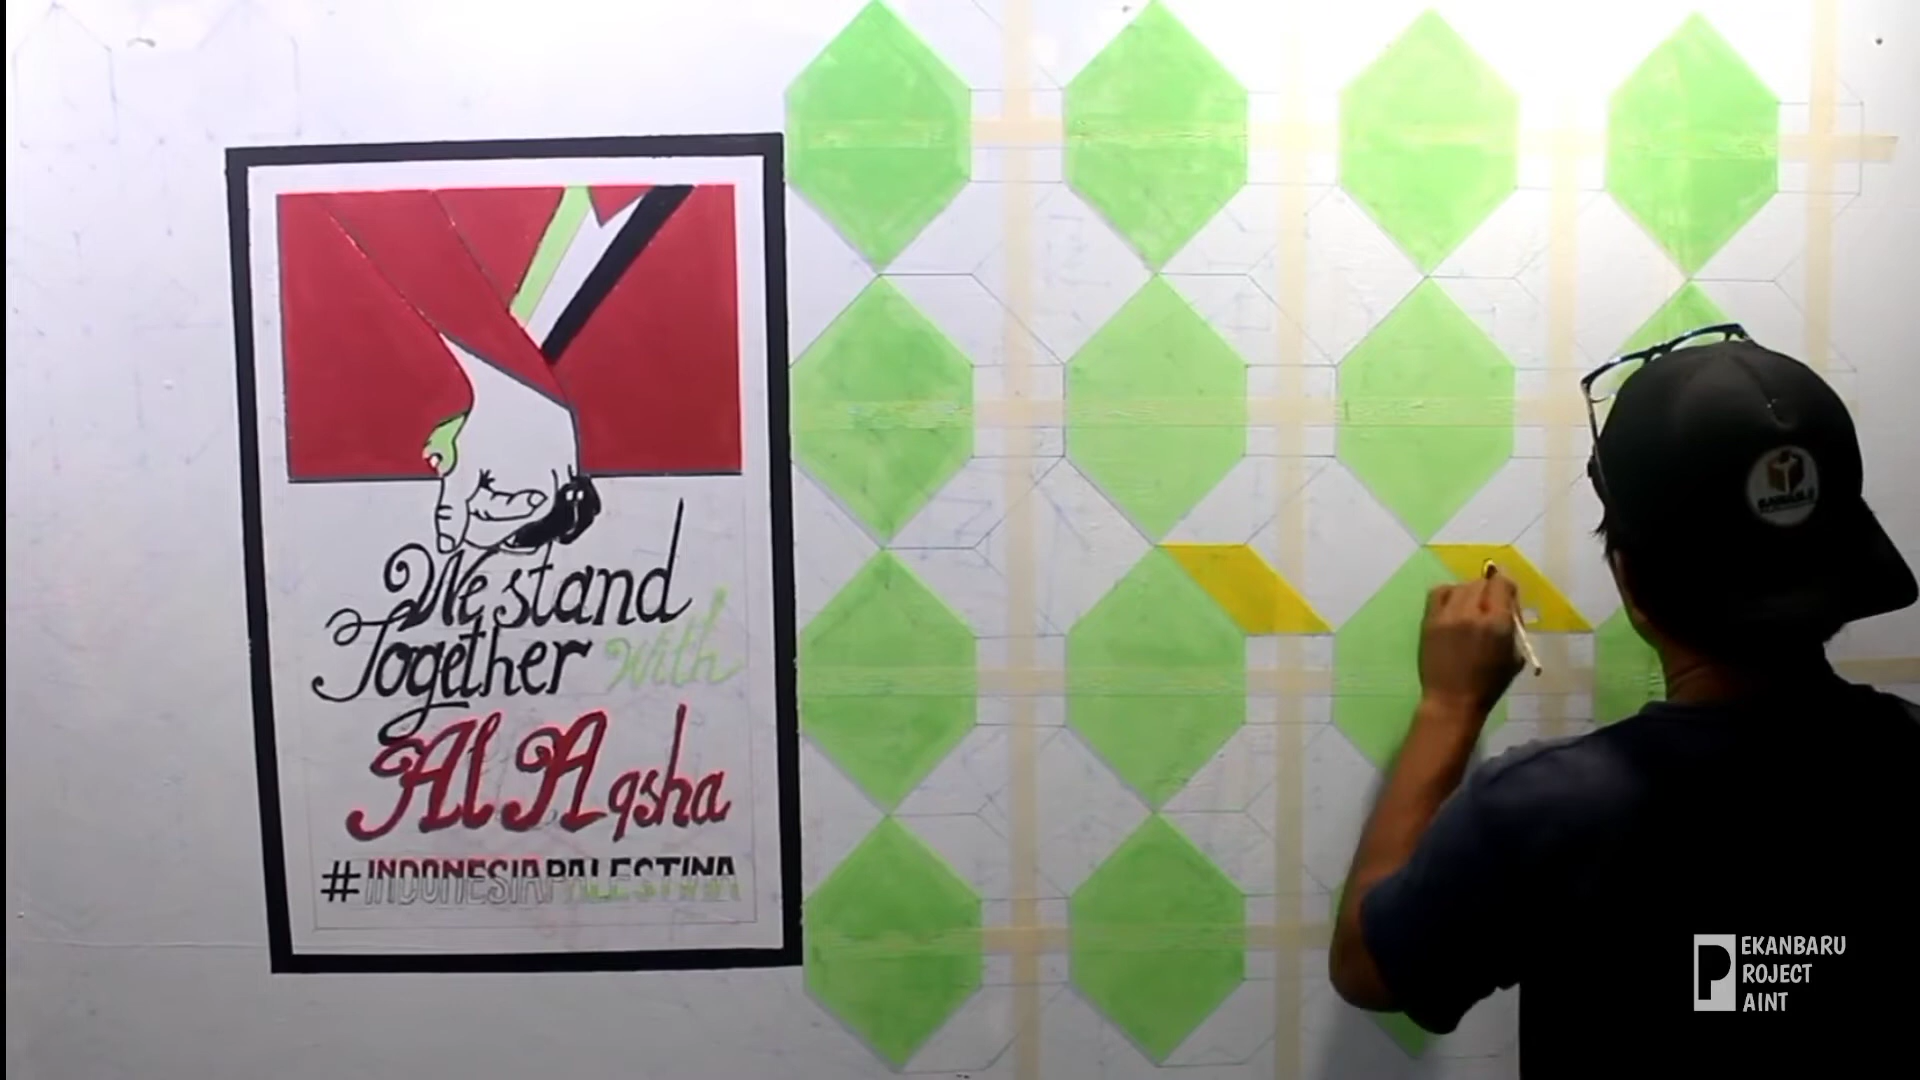 We stand
Together with
Al Aqsha
#INDONESIAPALESTINA
PEKANBARU
PROJECT
PAINT